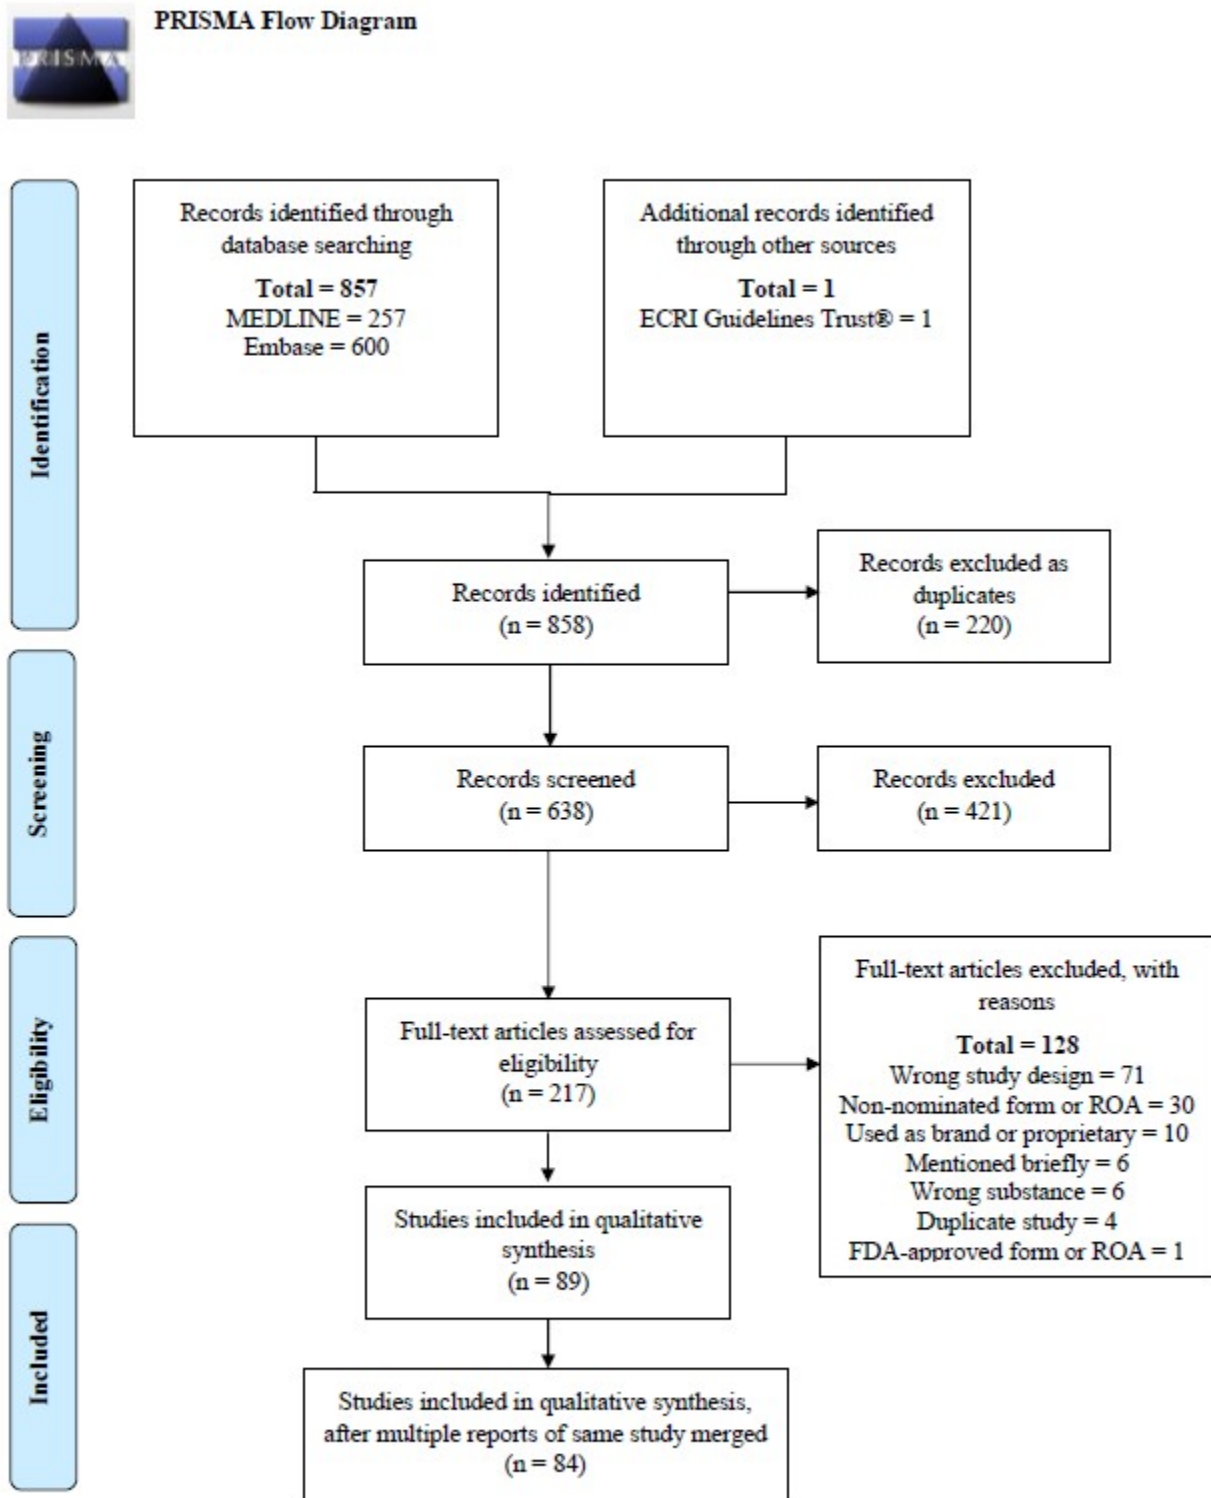 PRISMA Flow Diagram
PRISMA
Identification
Records identified through
database searching
Total = 857
MEDLINE = 257
Embase = 600
Additional records identified
through other sources
Total = 1
ECRI Guidelines Trust® = 1
Records identified
(n = 858)
Records excluded as
duplicates
(n = 220)
Screening
Records screened
(n = 638)
Records excluded
(n = 421)
Eligibility
Full-text articles assessed for
eligibility
(n = 217)
Full-text articles excluded, with
reasons
Total = 128
Wrong study design = 71
Non-nominated form or ROA = 30
Used as brand or proprietary = 10
Mentioned briefly = 6
Wrong substance = 6
Duplicate study = 4
FDA-approved form or ROA = 1
Studies included in qualitative
synthesis
(n = 89)
Included
Studies included in qualitative synthesis,
after multiple reports of same study merged
(n = 84)